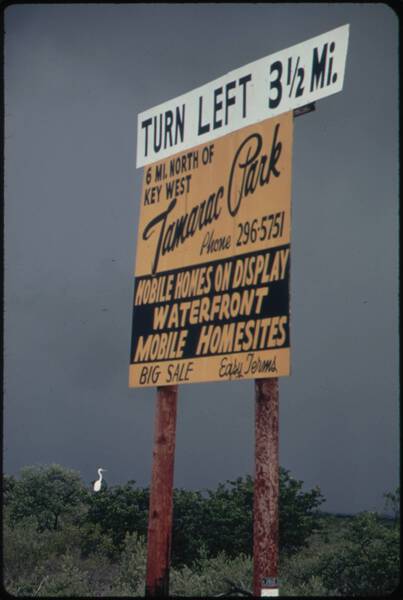 TURN LEFT 3½ Mi.
6 MI. NORTH OF
KEY WEST
Tamarac Park
Phone 296-5751
MOBILE HOMES ON DISPLAY
WATERFRONT
MOBILE HOMESITES
BIG SALE Easy Terms